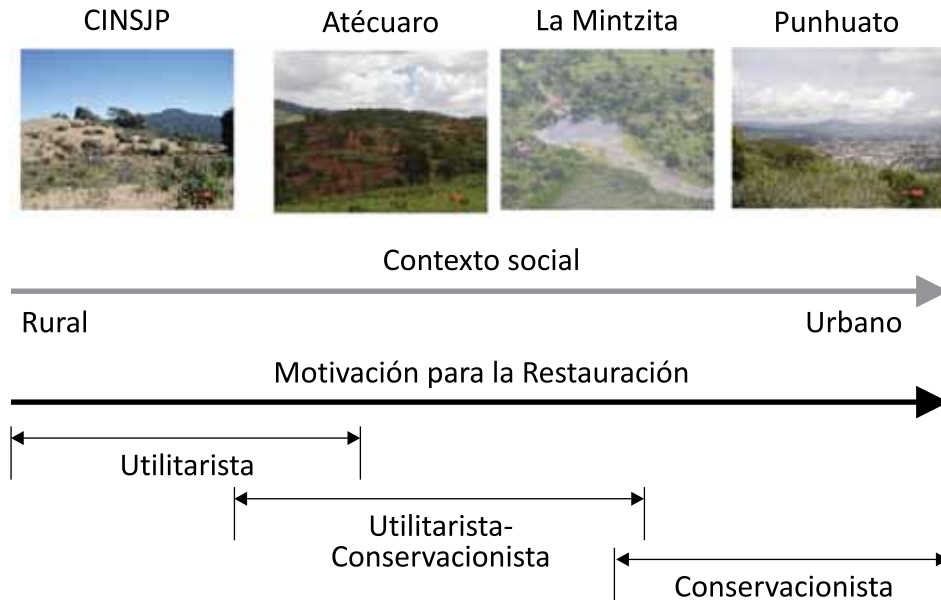 CINSJP
Atécuaro
La Mintzita
Punhuato
Contexto social
Rural
Urbano
Motivación para la Restauración
Utilitarista
Utilitarista-
Conservacionista
Conservacionista